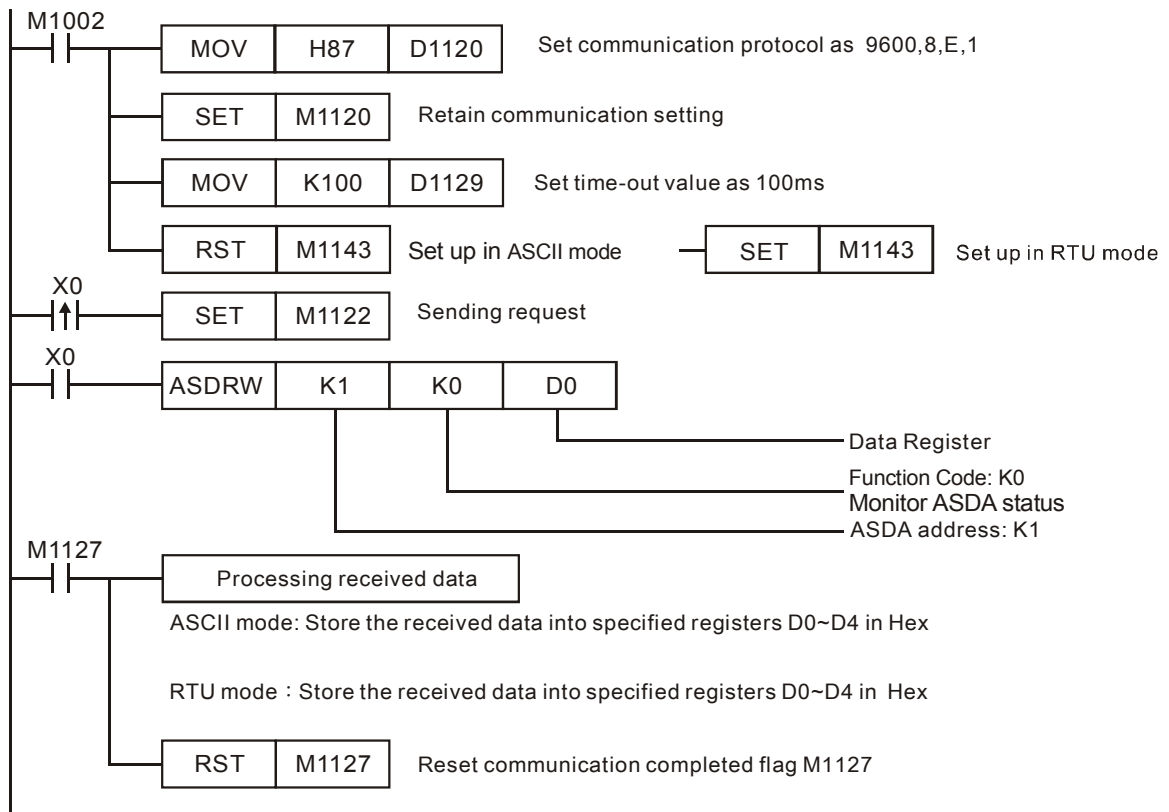 M1002
MOV H87 D1120 Set communication protocol as 9600,8,E,1
SET M1120 Retain communication setting
MOV K100 D1129 Set time-out value as 100ms
RST M1143 Set up in ASCII mode SET M1143 Set up in RTU mode
X0
SET M1122 Sending request
X0
ASDRW K1 K0 D0
Data Register
Function Code: K0
Monitor ASDA status
ASDA address: K1
M1127
Processing received data
ASCII mode: Store the received data into specified registers D0~D4 in Hex
RTU mode：Store the received data into specified registers D0~D4 in Hex
RST M1127 Reset communication completed flag M1127